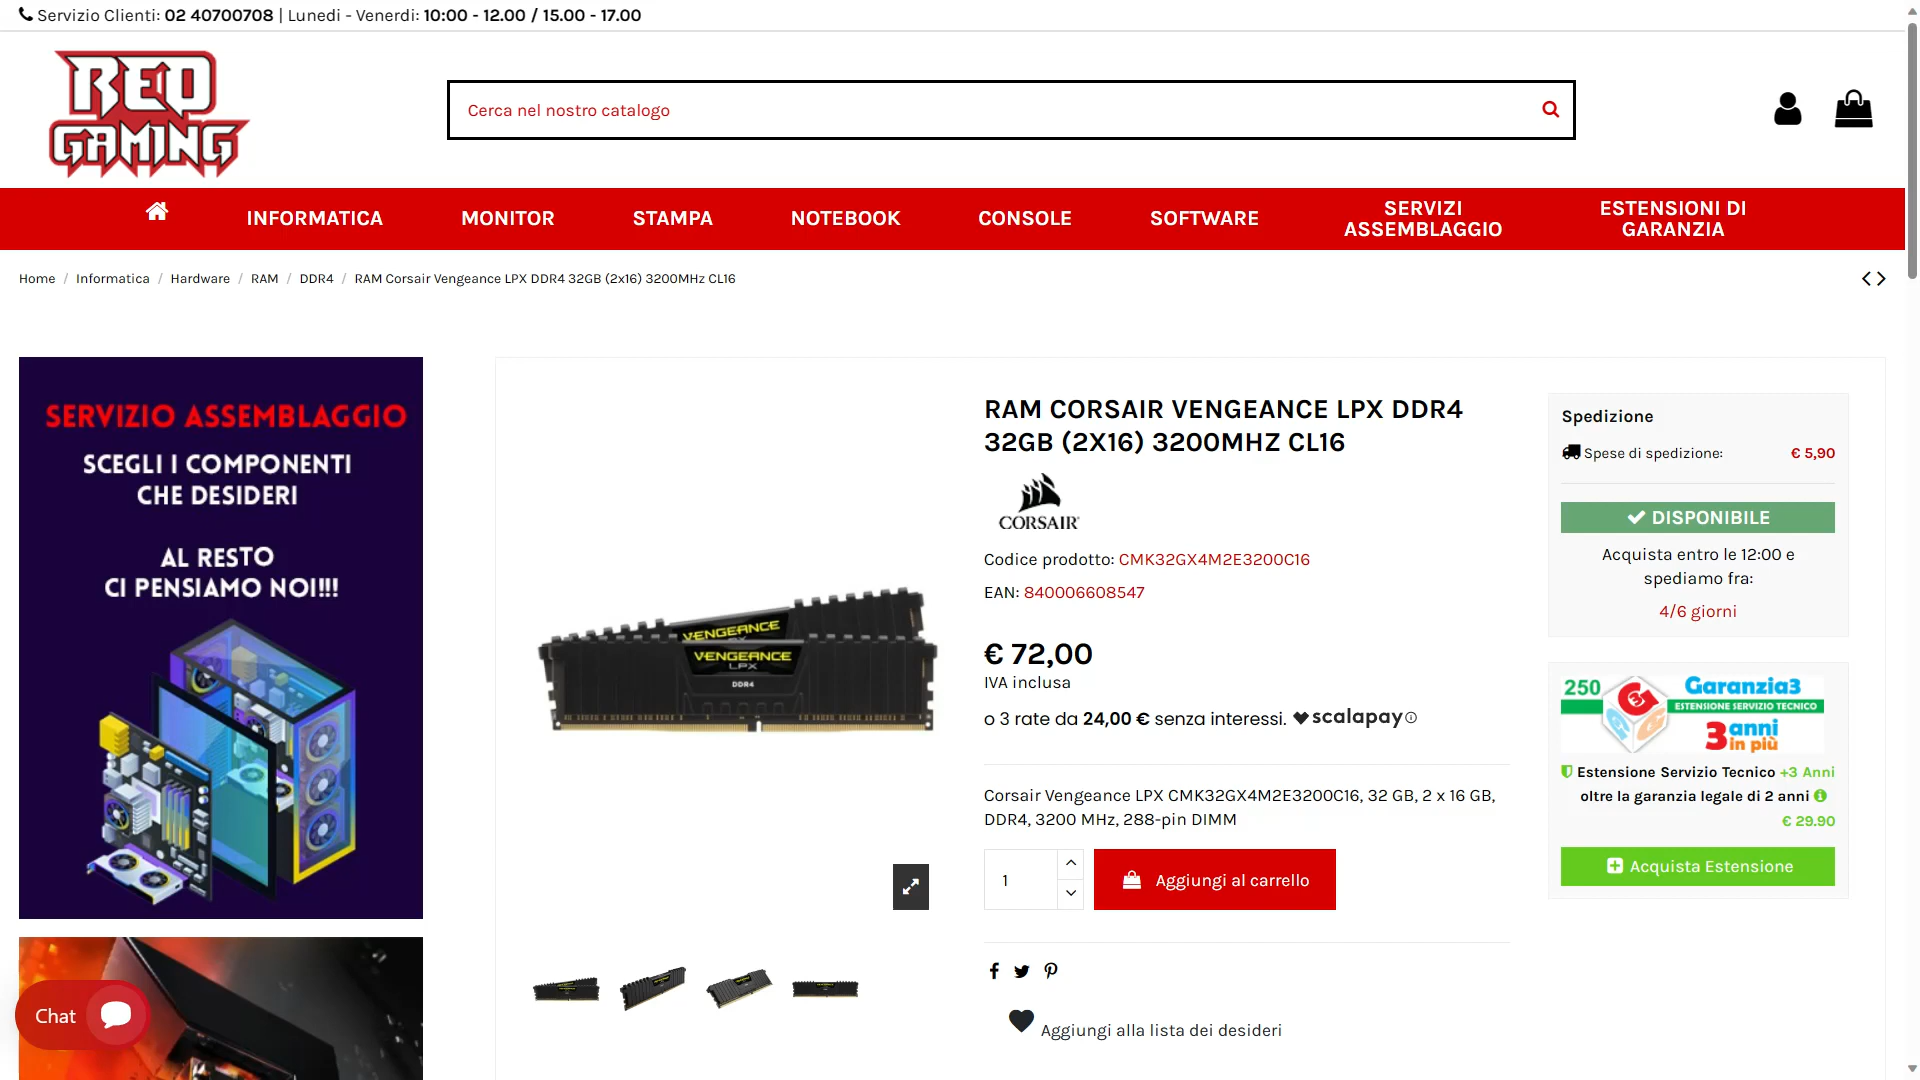 Servizio Clienti: 02 40700708 | Lunedi - Venerdi: 10:00 - 12.00 / 15.00 - 17.00
RED
GAMING
Cerca nel nostro catalogo
INFORMATICA
MONITOR
STAMPA
NOTEBOOK
CONSOLE
SOFTWARE
SERVIZI
ASSEMBLAGGIO
ESTENSIONI DI
GARANZIA
Home / Informatica / Hardware / RAM / DDR4 / RAM Corsair Vengeance LPX DDR4 32GB (2x16) 3200MHz CL16
SERVIZIO ASSEMBLAGGIO
SCEGLI I COMPONENTI
CHE DESIDERI
AL RESTO
CI PENSIAMO NOI!!!
Chat
VENGEANCE
VENGEANCE
LPX
DDR4
RAM CORSAIR VENGEANCE LPX DDR4
32GB (2X16) 3200MHZ CL16
CORSAIR
Codice prodotto: CMK32GX4M2E3200C16
EAN: 840006608547
€ 72,00
IVA inclusa
o 3 rate da 24,00 € senza interessi. scalapay
Corsair Vengeance LPX CMK32GX4M2E3200C16, 32 GB, 2 x 16 GB,
DDR4, 3200 MHz, 288-pin DIMM
1
Aggiungi al carrello
Aggiungi alla lista dei desideri
Spedizione
Spese di spedizione: € 5,90
DISPONIBILE
Acquista entro le 12:00 e
spediamo fra:
4/6 giorni
250
Garanzia3
ESTENSIONE SERVIZIO TECNICO
3 anni
in più
Estensione Servizio Tecnico +3 Anni
oltre la garanzia legale di 2 anni
€ 29.90
Acquista Estensione